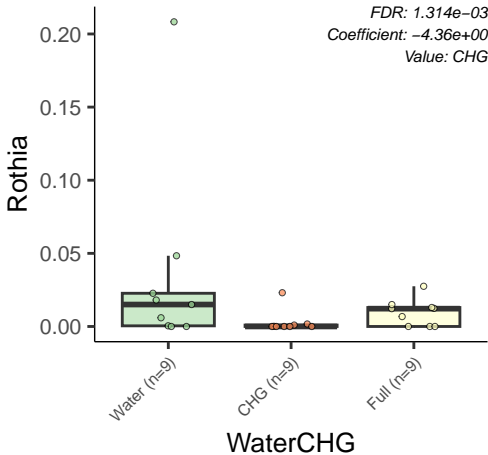 FDR: 1.314e−03
Coefficient: −4.36e+00
Value: CHG
0.20
0.15
0.10
0.05
0.00
Rothia
Water (n=9)
CHG (n=9)
Full (n=9)
WaterCHG